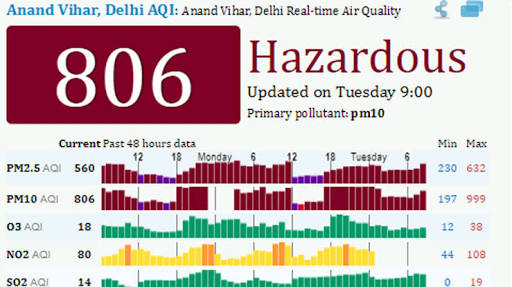 Anand Vihar, Delhi AQI: Anand Vihar, Delhi Real-time Air Quality
806
Hazardous
Updated on Tuesday 9:00
Primary pollutant: pm10
Current Past 48 hours data Min Max
12 18 Monday 6 12 18 Tuesday 6
PM2.5 AQI 560 230 632
PM10 AQI 806 197 999
O3 AQI 18 12 38
NO2 AQI 80 44 108
SO2 AQI 14 0 19